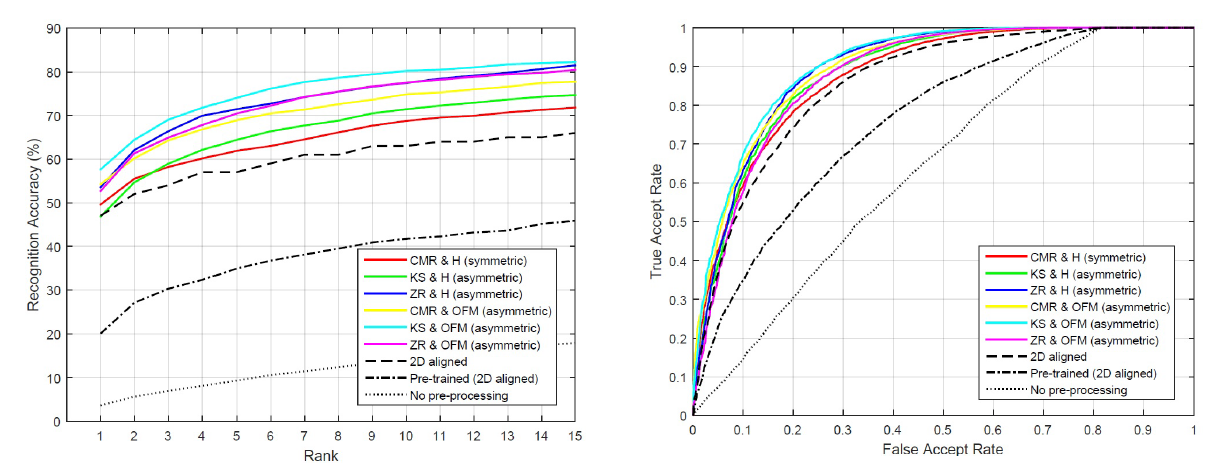 90
80
70
60
50
40
30
20
10
0
Recognition Accuracy (%)
CMR & H (symmetric)
KS & H (asymmetric)
ZR & H (asymmetric)
CMR & OFM (asymmetric)
KS & OFM (asymmetric)
ZR & OFM (asymmetric)
2D aligned
Pre-trained (2D aligned)
No pre-processing
1 2 3 4 5 6 7 8 9 10 11 12 13 14 15
Rank
1
0.9
0.8
0.7
0.6
0.5
0.4
0.3
0.2
0.1
0
True Accept Rate
CMR & H (symmetric)
KS & H (asymmetric)
ZR & H (asymmetric)
CMR & OFM (asymmetric)
KS & OFM (asymmetric)
ZR & OFM (asymmetric)
2D aligned
Pre-trained (2D aligned)
No pre-processing
0 0.1 0.2 0.3 0.4 0.5 0.6 0.7 0.8 0.9 1
False Accept Rate